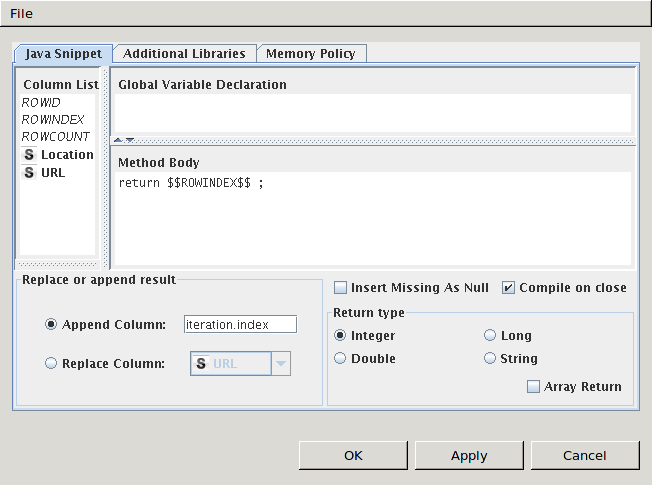 File
Java Snippet
Additional Libraries
Memory Policy
Column List
ROWID
ROWINDEX
ROWCOUNT
S Location
S URL
Global Variable Declaration
Method Body
return $$ROWINDEX$$ ;
Replace or append result
Append Column: iteration.index
Replace Column: S URL
Insert Missing As Null
Compile on close
Return type
Integer
Long
Double
String
Array Return
OK
Apply
Cancel